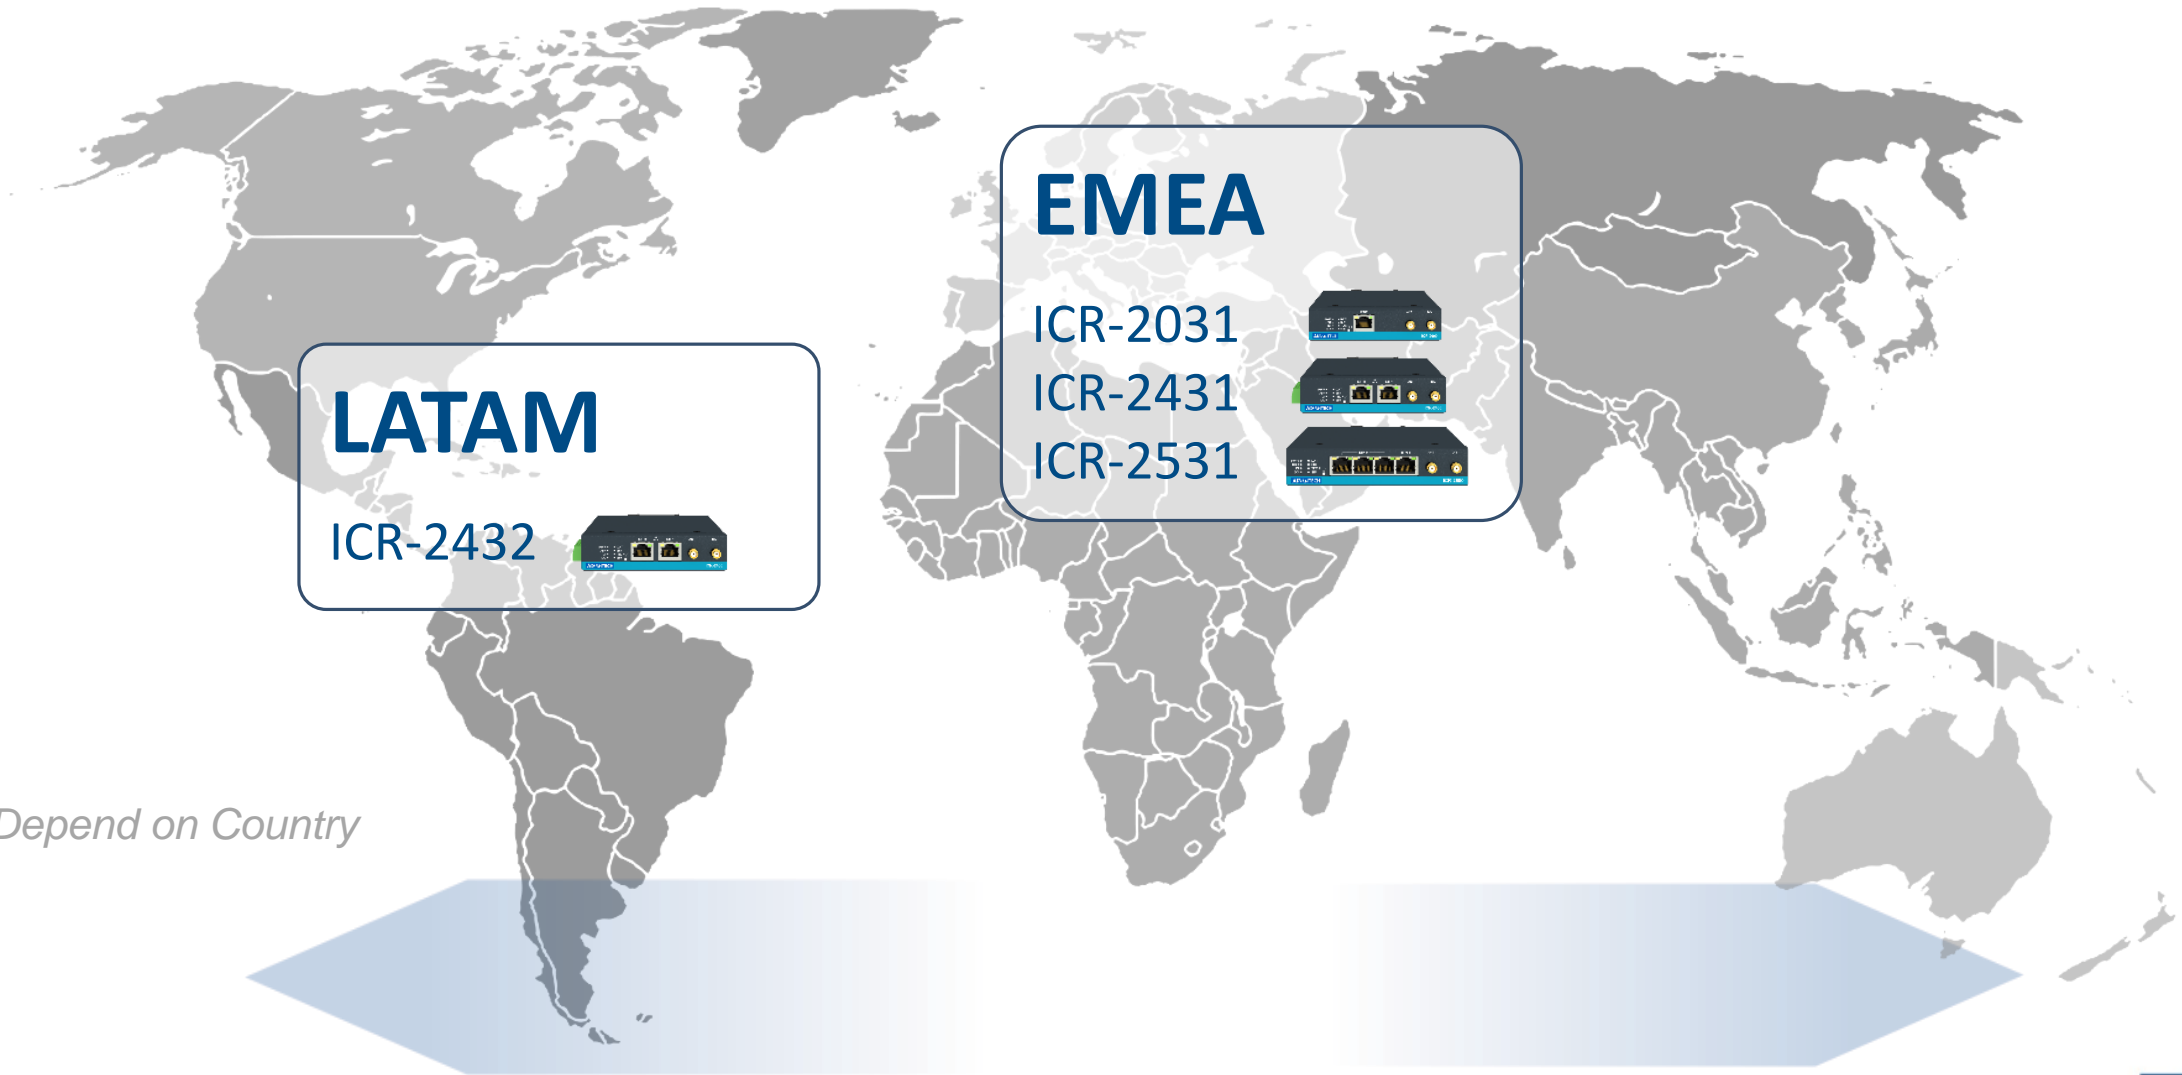 EMEA
ICR-2031
ICR-2431
ICR-2531
LATAM
ICR-2432
Depend on Country